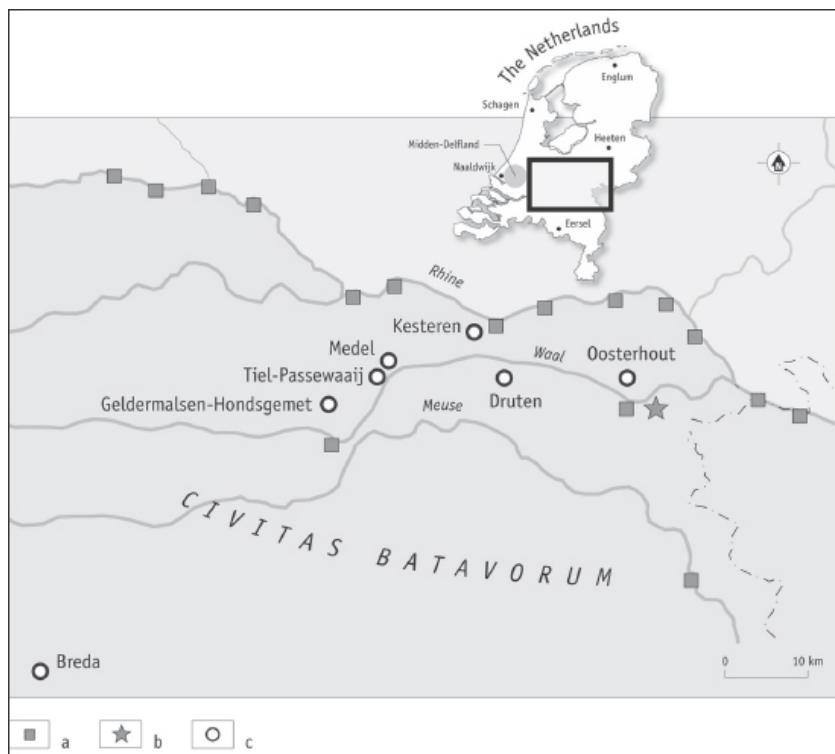 The Netherlands
Englum
Schagen
Heeten
Midden-Delfland
Naaldwijk
Eersel
N
Rhine
Kesteren
Medel
Waal
Oosterhout
Tiel-Passewaaij
Geldermalsen-Hondsgemet
Meuse
Druten
CIVITAS BATAVORUM
Breda
0 10 km
a b c